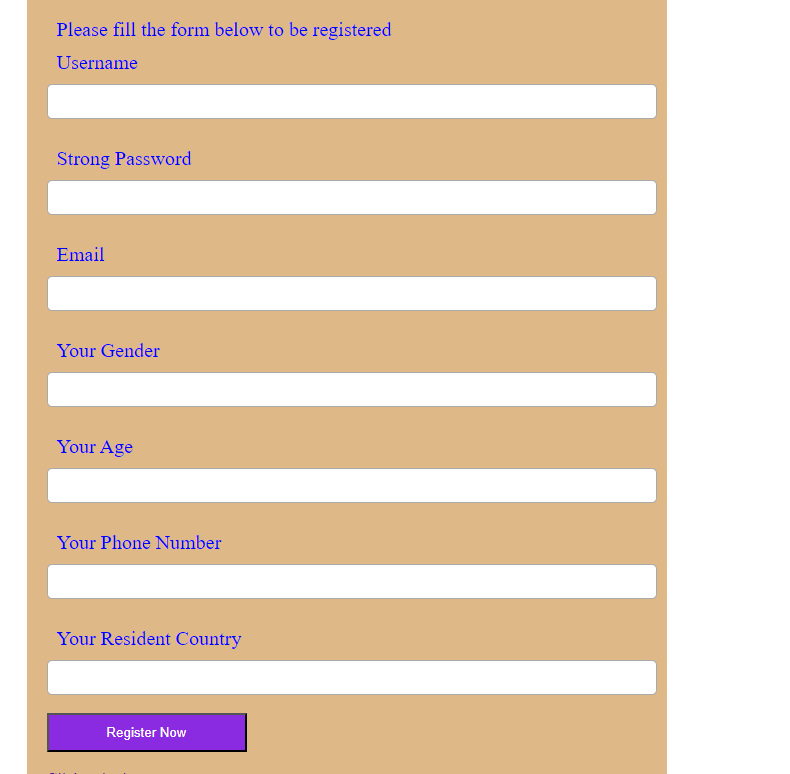 Please fill the form below to be registered
Username
Strong Password
Email
Your Gender
Your Age
Your Phone Number
Your Resident Country
Register Now